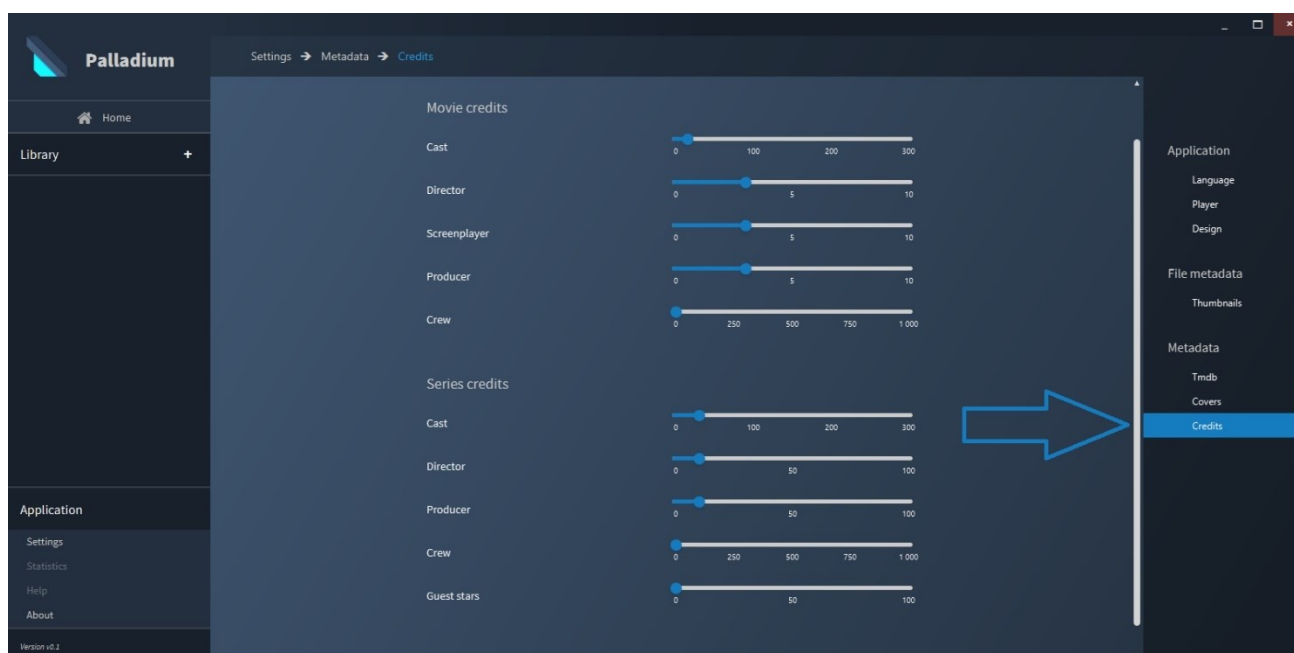 Palladium
Settings → Metadata → Credits
Home
Library +
Application
Settings
Statistics
Help
About
Version v0.1
Movie credits
Cast
0 100 200 300
Director
0 5 10
Screenplayer
0 5 10
Producer
0 5 10
Crew
0 250 500 750 1 000
Series credits
Cast
0 100 200 300
Director
0 50 100
Producer
0 50 100
Crew
0 250 500 750 1 000
Guest stars
0 50 100
Application
Language
Player
Design
File metadata
Thumbnails
Metadata
Tmdb
Covers
Credits